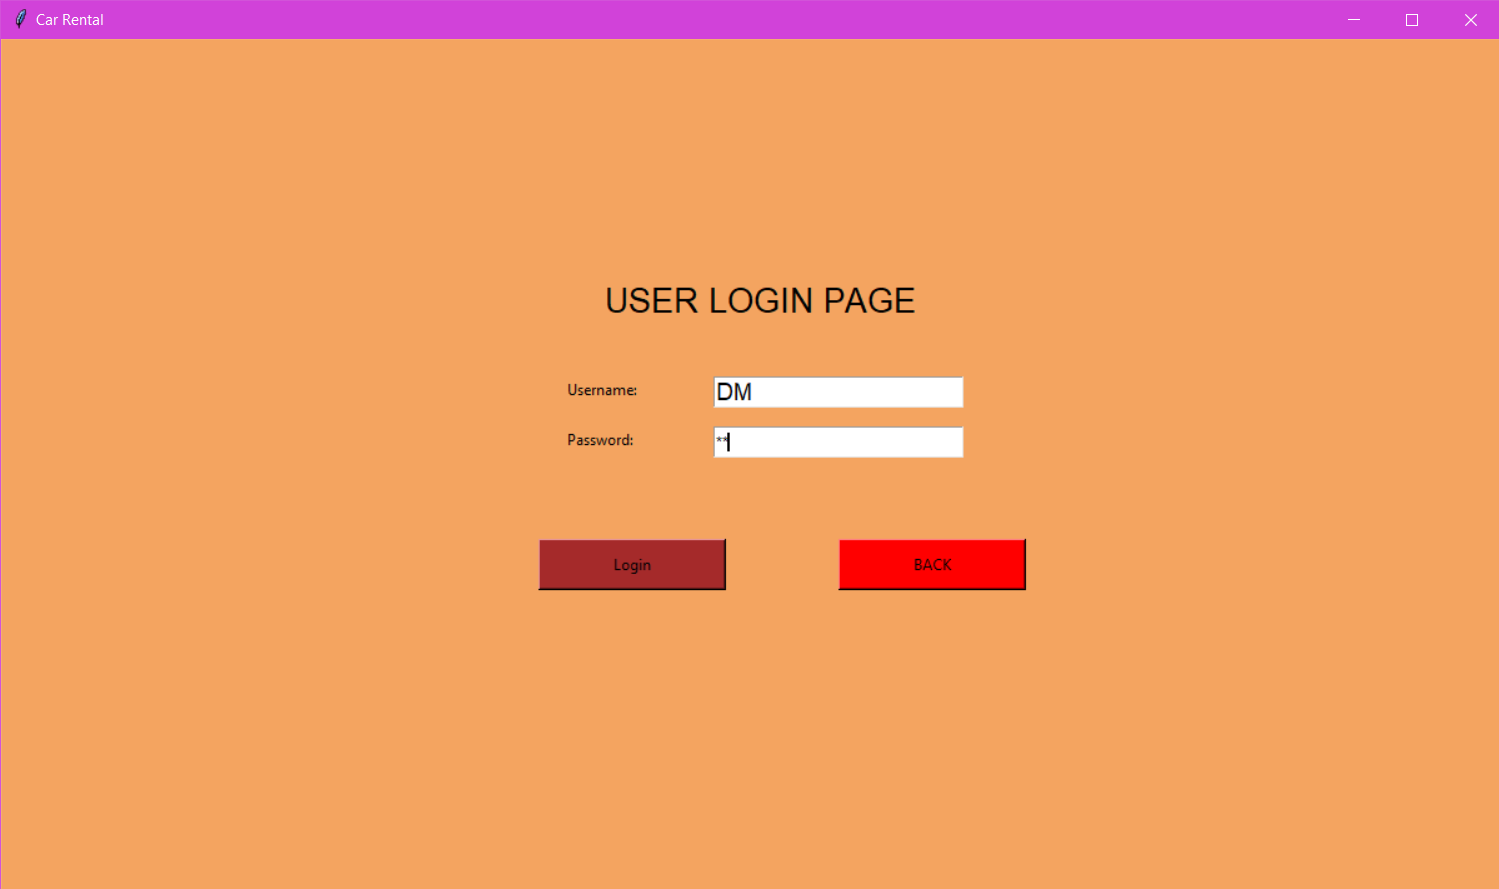 Car Rental
USER LOGIN PAGE
Username: DM
Password: **
Login BACK